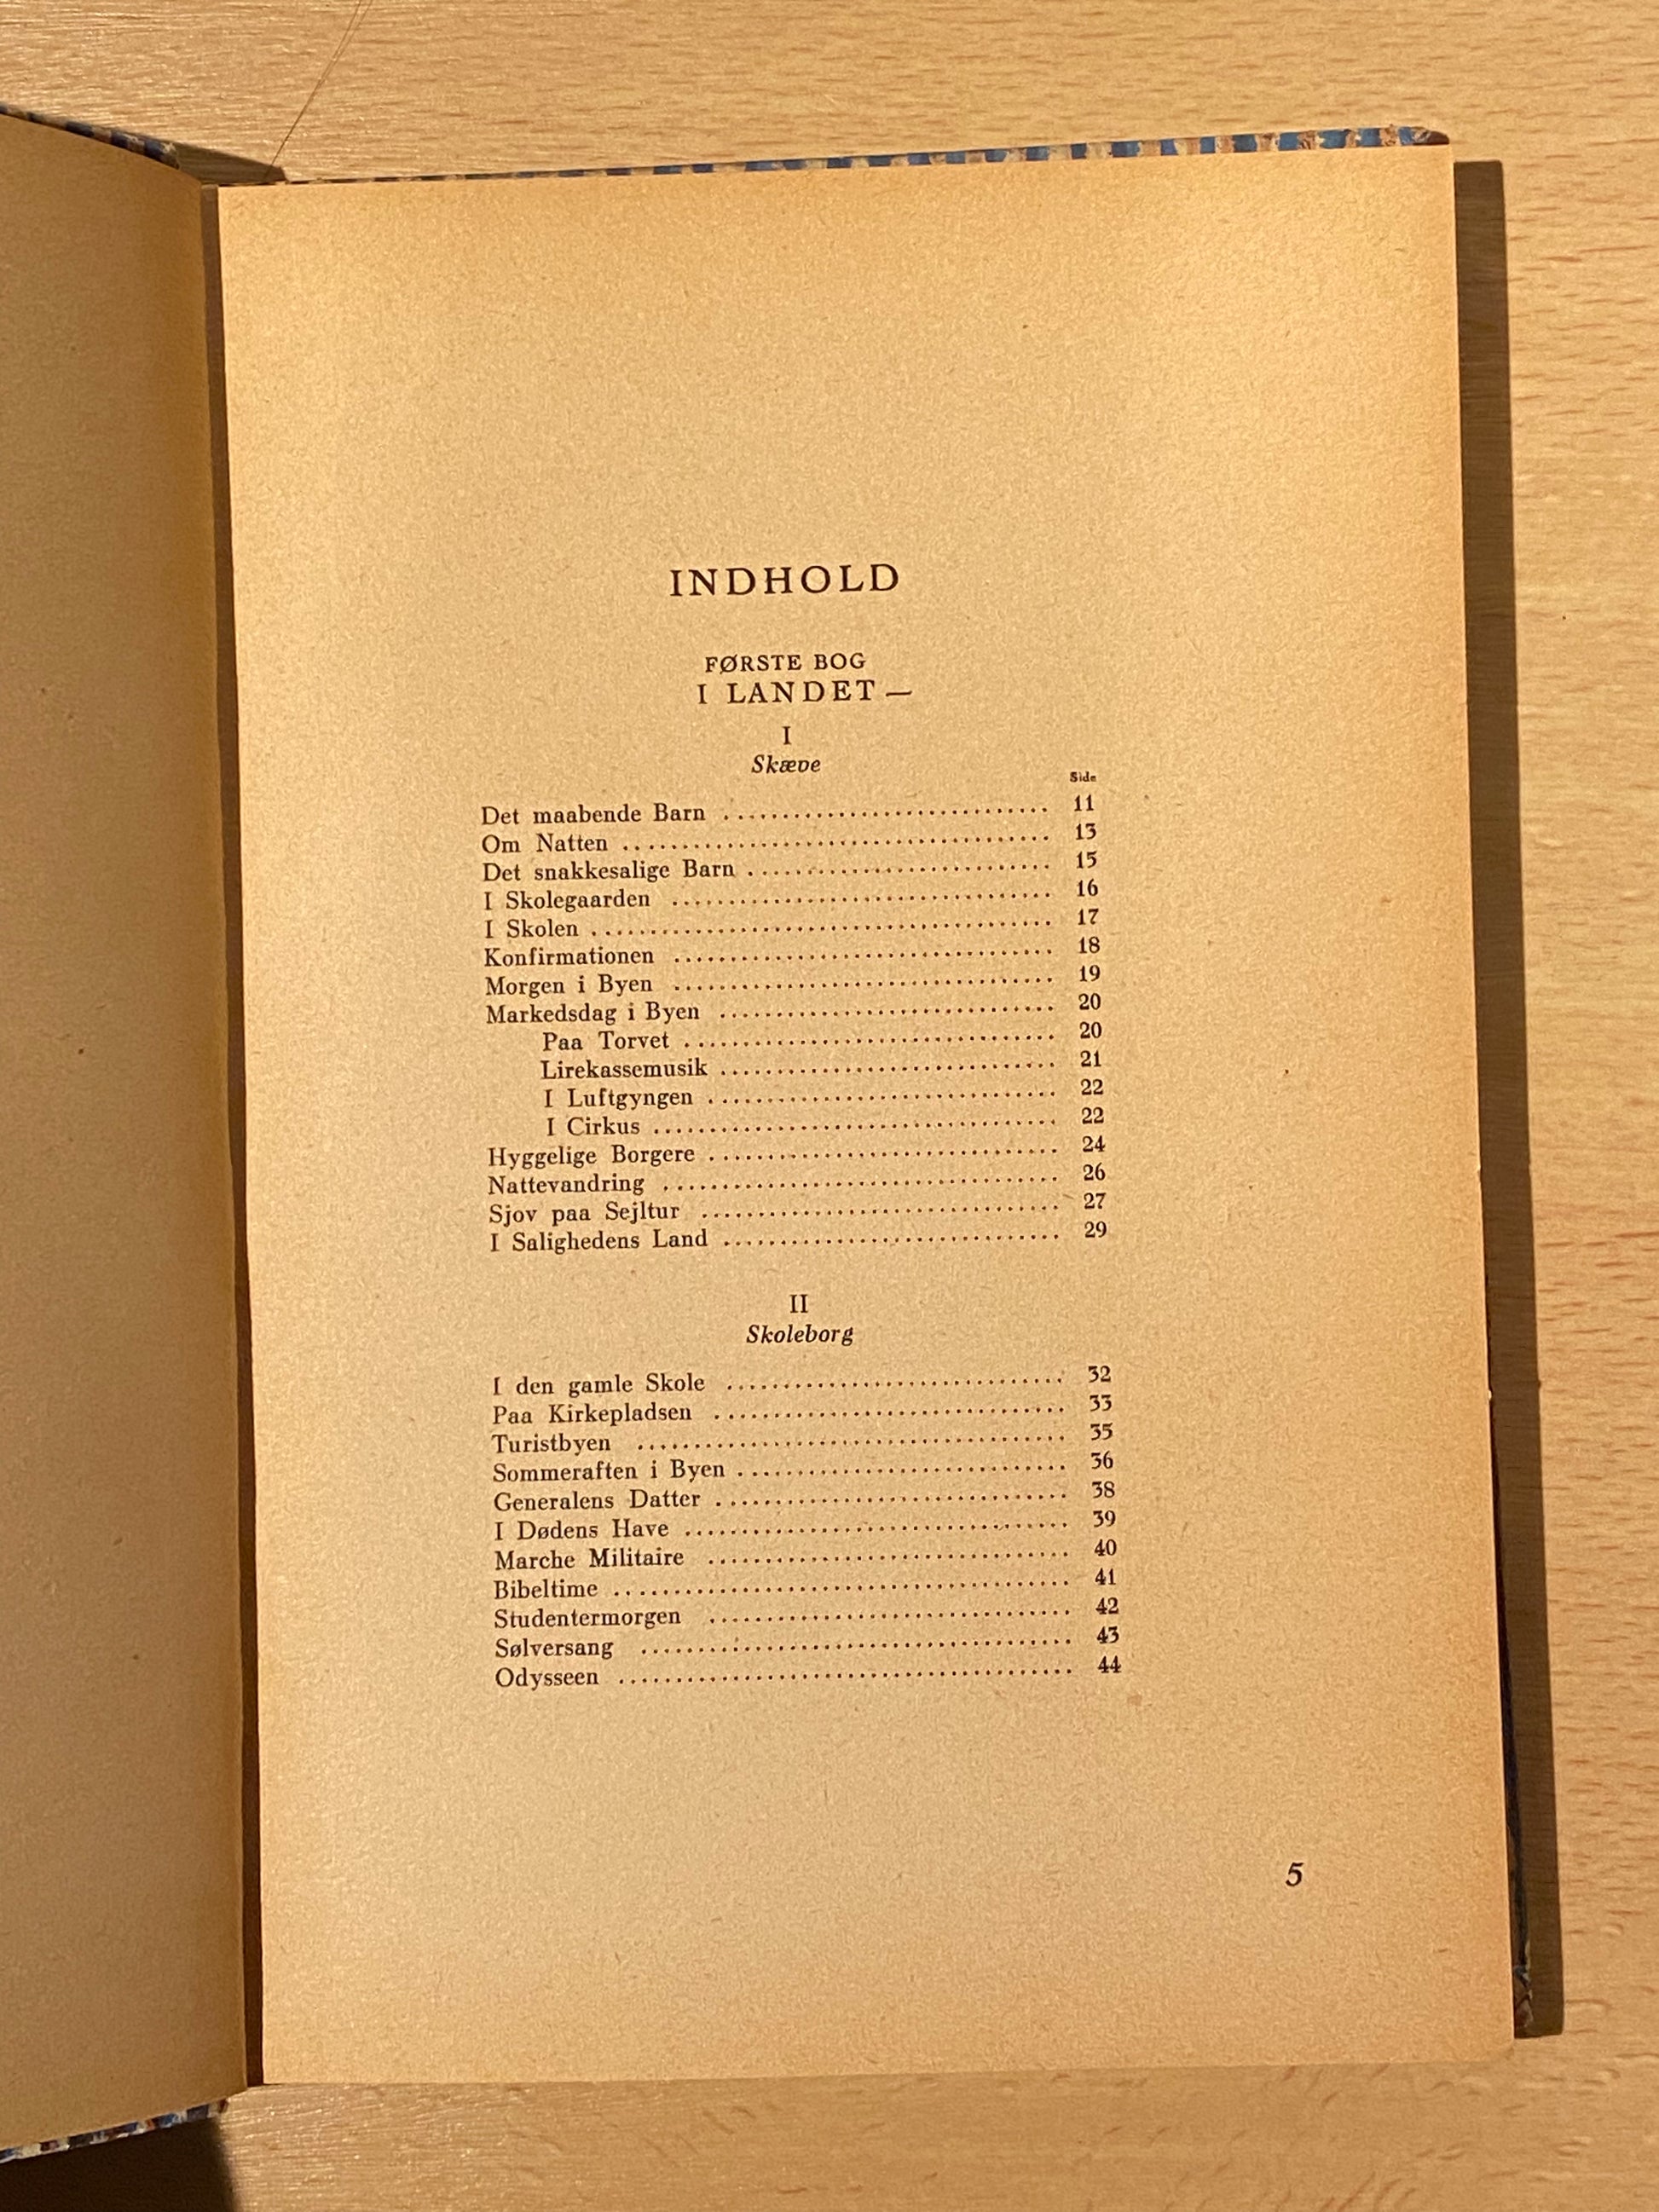 INDHOLD
FØRSTE BOG
I LANDET —
I
Skæve
Side
Det maabende Barn ............................ 11
Om Natten ............................ 13
Det snakkesalige Barn ............................ 15
I Skolegaarden ............................ 16
I Skolen ............................ 17
Konfirmationen ............................ 18
Morgen i Byen ............................ 19
Markedsdag i Byen ............................ 20
Paa Torvet ............................ 20
Lirekassemusik ............................ 21
I Luftgyngen ............................ 22
I Cirkus ............................ 22
Hyggelige Borgere ............................ 24
Nattevandring ............................ 26
Sjov paa Sejltur ............................ 27
I Salighedens Land ............................ 29
II
Skoleborg
I den gamle Skole ............................ 32
Paa Kirkepladsen ............................ 33
Turistbyen ............................ 35
Sommeraften i Byen ............................ 36
Generalens Datter ............................ 38
I Dødens Have ............................ 39
Marche Militaire ............................ 40
Bibeltime ............................ 41
Studentermorgen ............................ 42
Sølversang ............................ 43
Odysseen ............................ 44
5